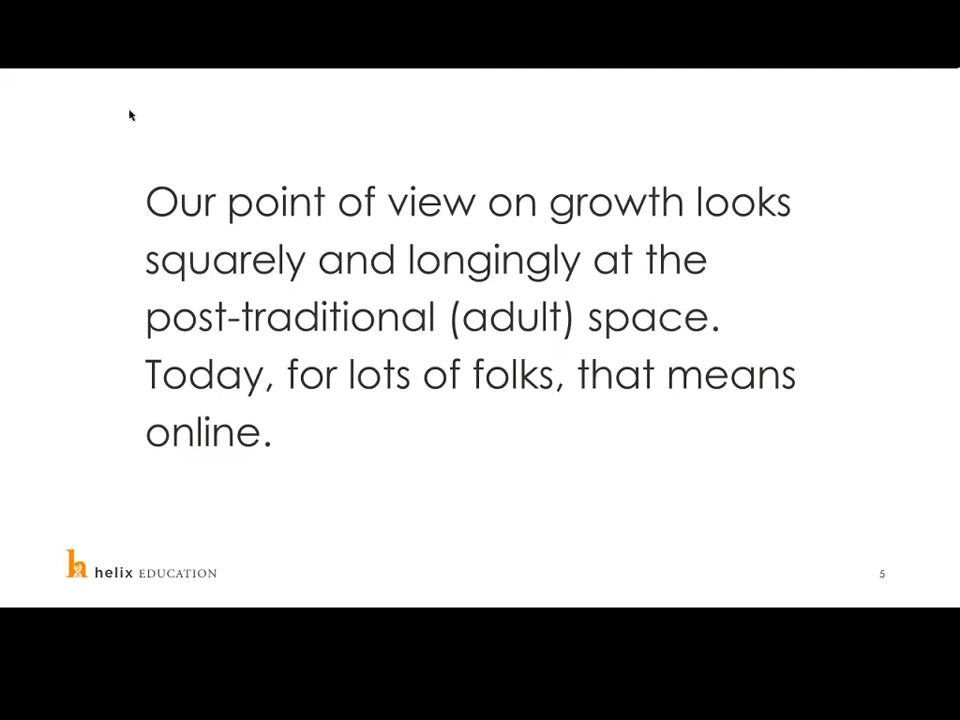 Our point of view on growth looks
squarely and longingly at the
post-traditional (adult) space.
Today, for lots of folks, that means
online.
h helix EDUCATION
5